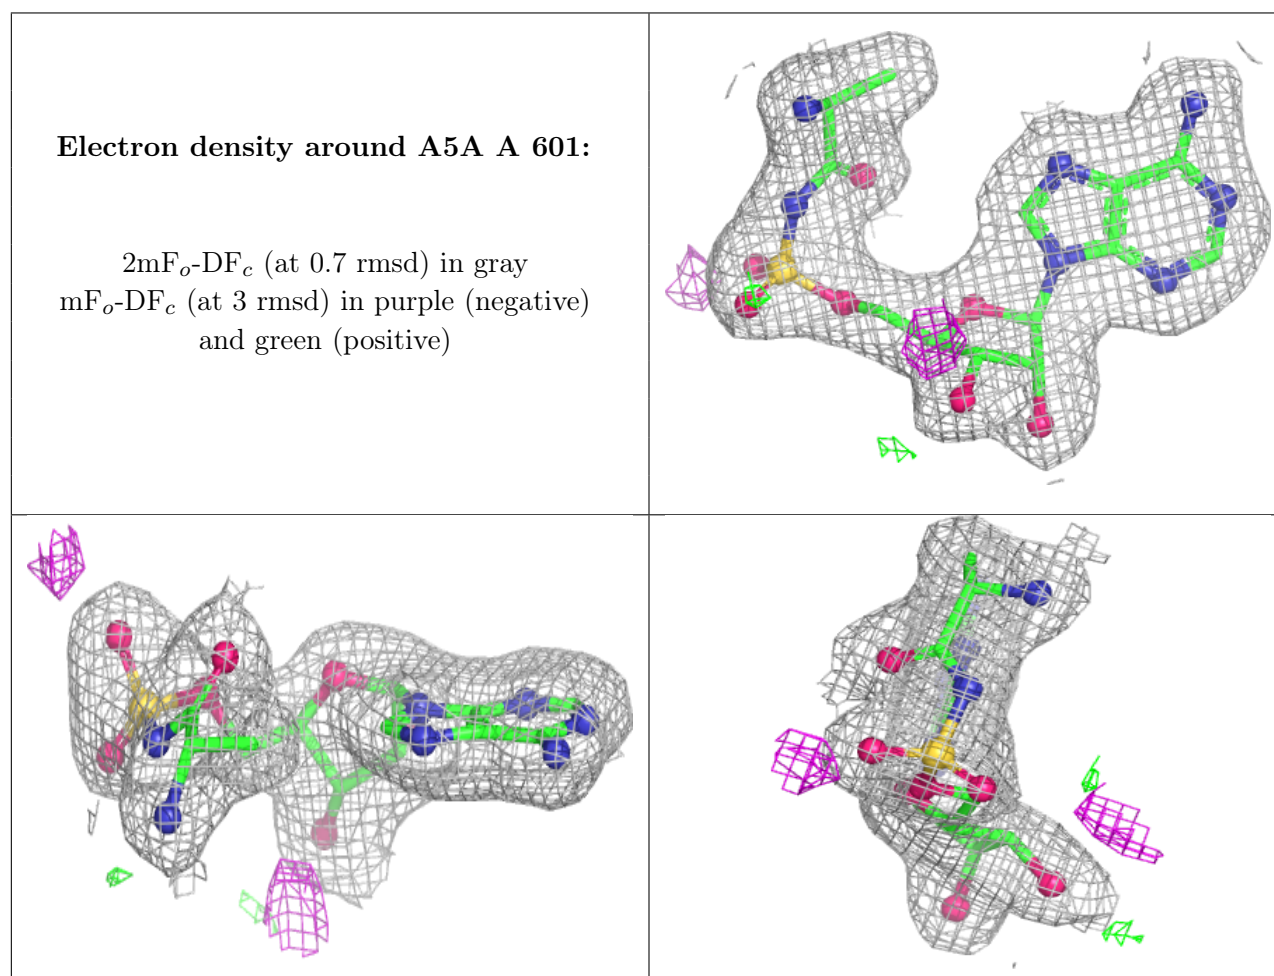 Electron density around A5A A 601:
2mFo-DFc (at 0.7 rmsd) in gray
mFo-DFc (at 3 rmsd) in purple (negative)
and green (positive)